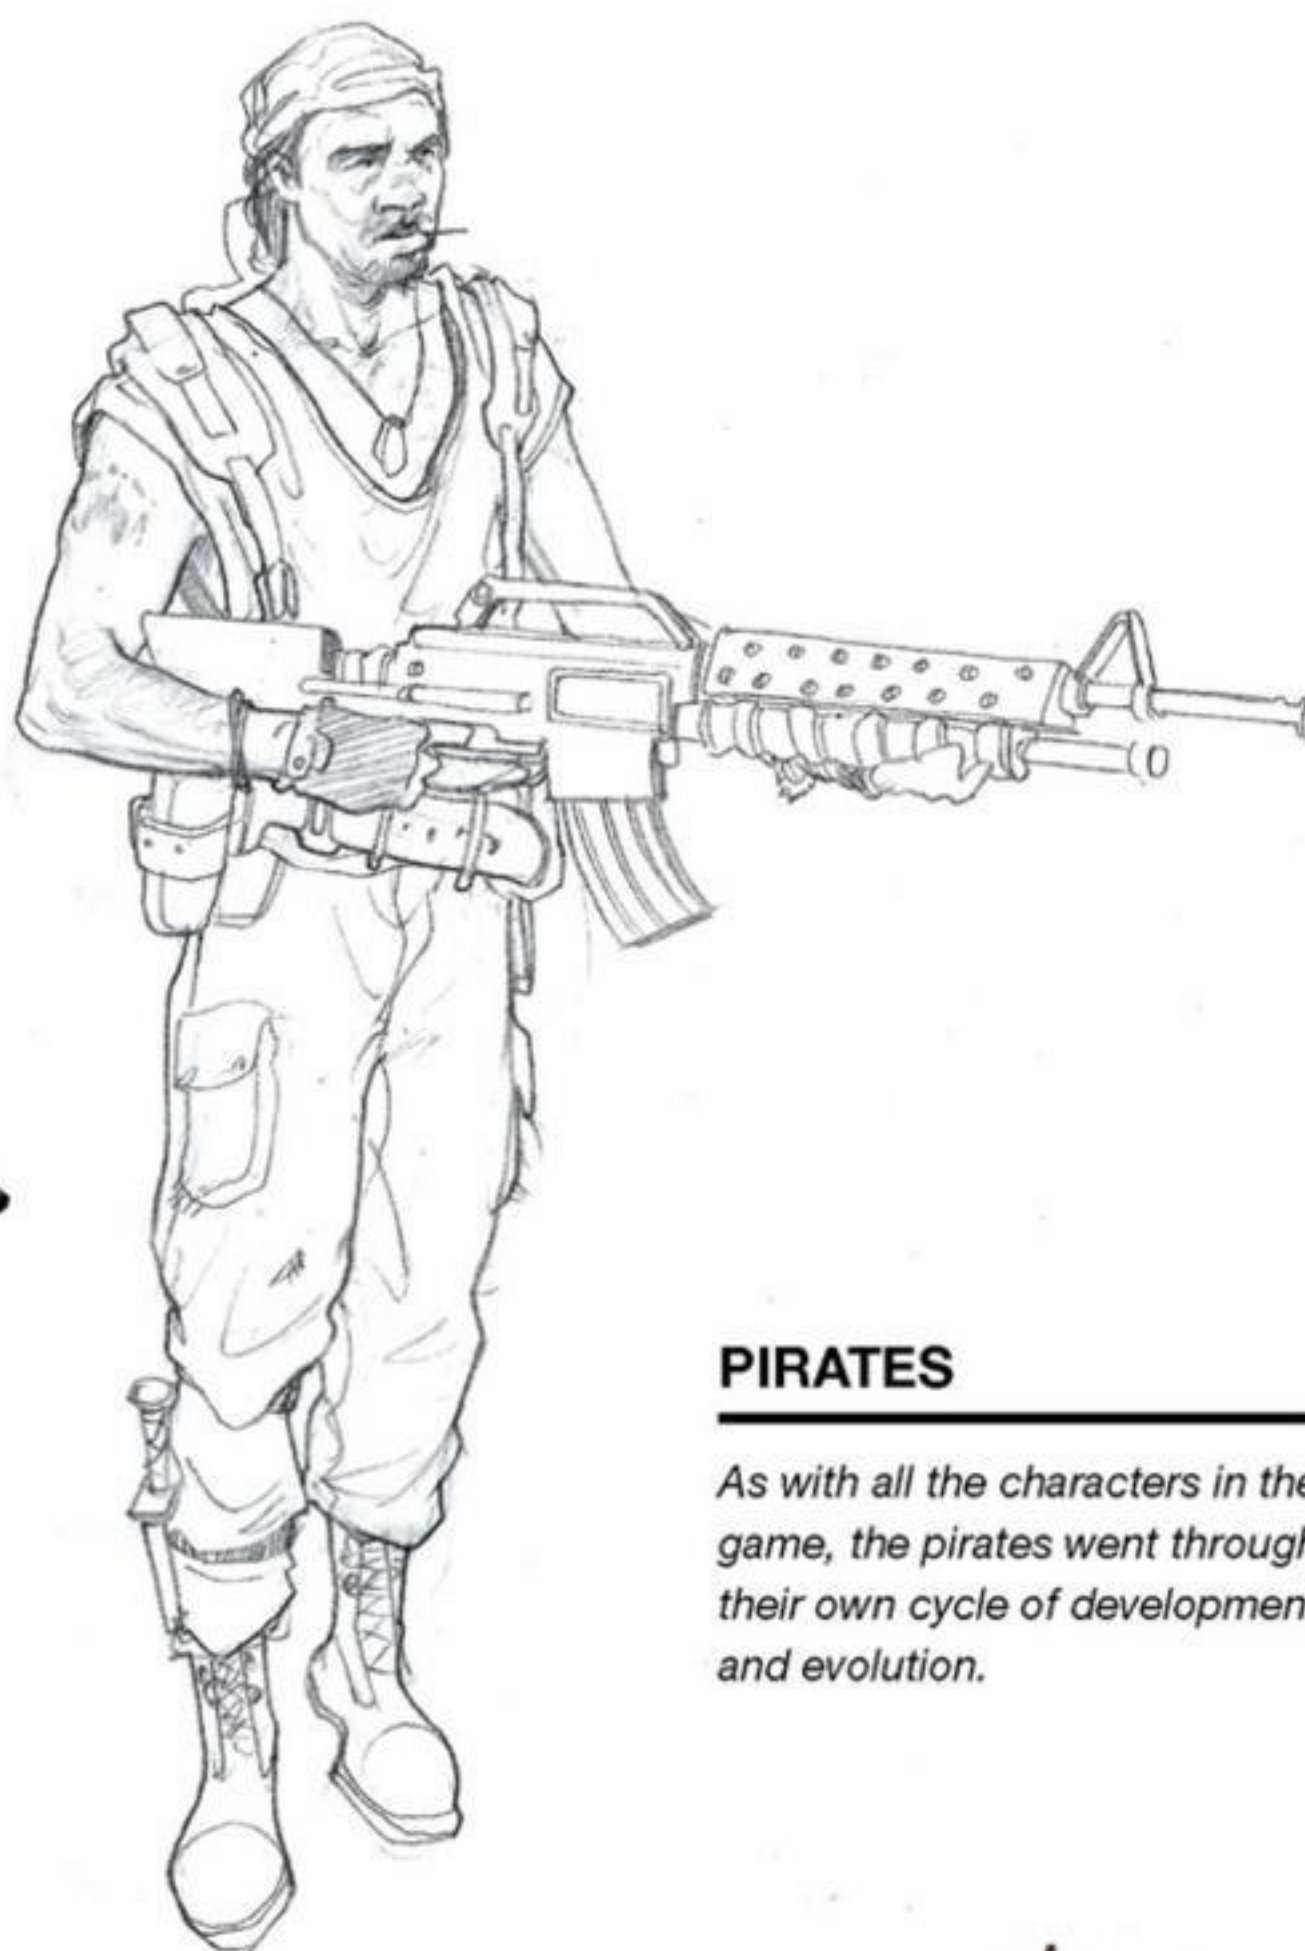 PIRATES
As with all the characters in the
game, the pirates went through
their own cycle of developmen
and evolution.